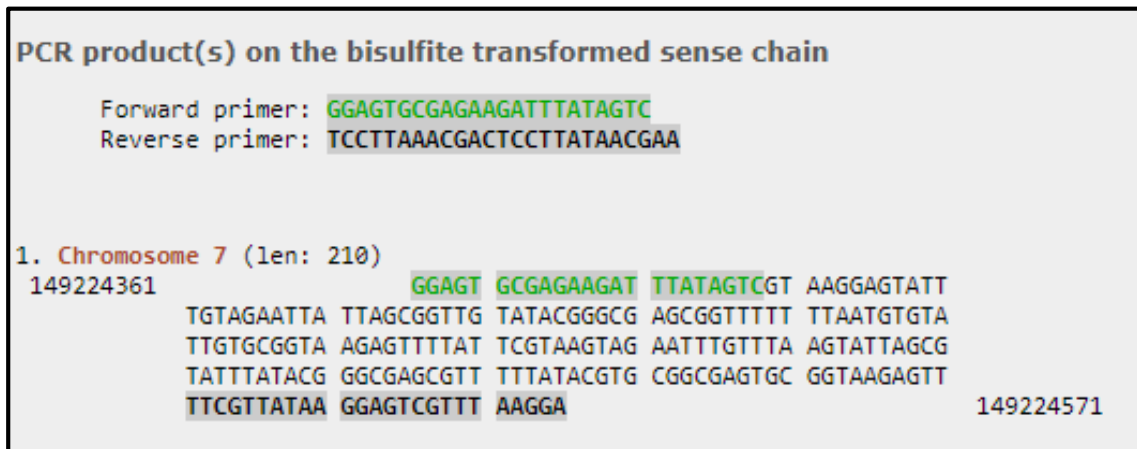 PCR product(s) on the bisulfite transformed sense chain
Forward primer: GGAGTGCGAGAAGATTTATAGTC
Reverse primer: TCCTTAAACGACTCCTTATAACGAA
1. Chromosome 7 (len: 210)
149224361 GGAGT GCGAGAAGAT TTATAGTCGT AAGGAGTATT
TGTAGAATTA TTAGCGGTTG TATACGGGCG AGCGGTTTTT TTAATGTGTA
TTGTGCGGTA AGAGTTTTAT TCGTAAGTAG AATTTGTTTA AGTATTAGCG
TATTTATACG GGCGAGCGTT TTTATACGTG CGGCGAGTGC GGTAAGAGTT
TTCGTTATAA GGAGTCGTTT AAGGA 149224571